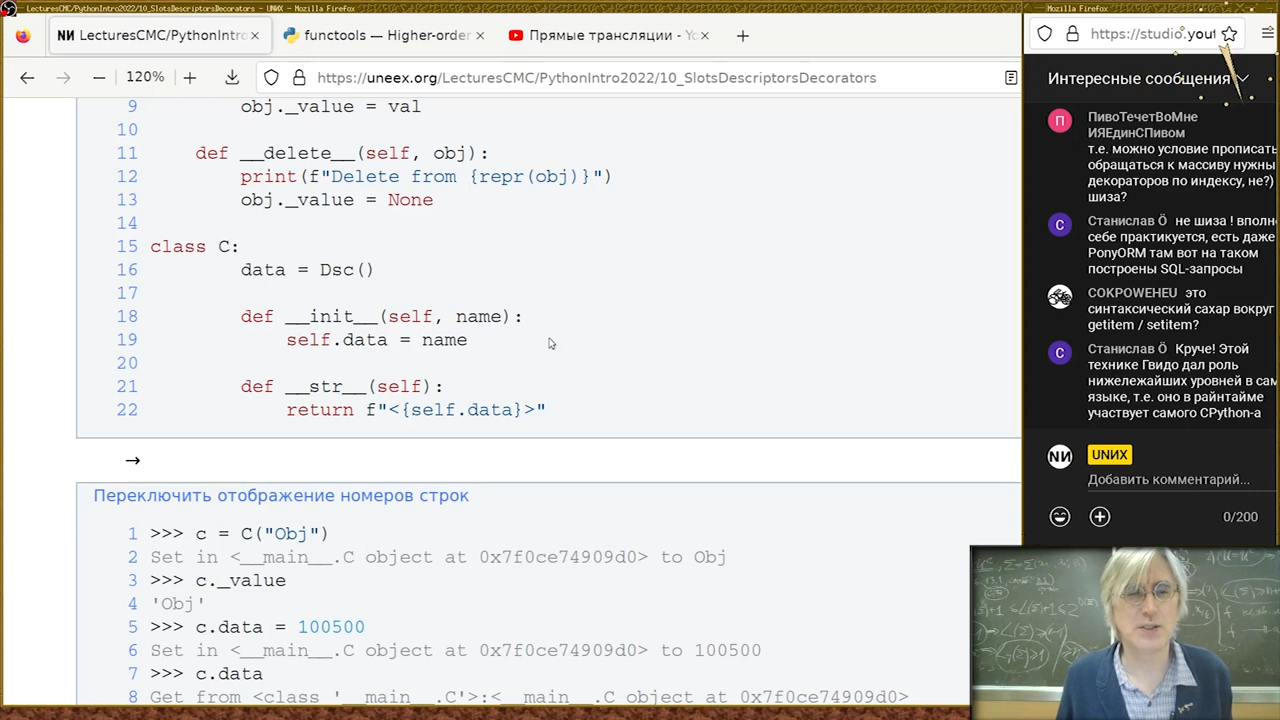 LecturesCMC/PythonIntro2022/10_SlotsDescriptorsDecorators - UNИX — Mozilla Firefox
Mozilla Firefox
NИ LecturesCMC/PythonIntro
functools — Higher-order
Прямые трансляции - Yo
https://studio.yout
120%
https://uneex.org/LecturesCMC/PythonIntro2022/10_SlotsDescriptorsDecorators
Интересные сообщения
9 obj._value = val
10
11 def __delete__(self, obj):
12 print(f"Delete from {repr(obj)}")
13 obj._value = None
14
15 class C:
16 data = Dsc()
17
18 def __init__(self, name):
19 self.data = name
20
21 def __str__(self):
22 return f"<{self.data}>"
→
Переключить отображение номеров строк
1 >>> c = C("Obj")
2 Set in <__main__.C object at 0x7f0ce74909d0> to Obj
3 >>> c._value
4 'Obj'
5 >>> c.data = 100500
6 Set in <__main__.C object at 0x7f0ce74909d0> to 100500
7 >>> c.data
8 Get from <class '__main__.C'>:<__main__.C object at 0x7f0ce74909d0>
П
ПивоТечетВоМне
ИЯЕдинСПивом
т.е. можно условие прописать
обращаться к массиву нужны
декораторов по индексу, не?)
шиза?
С
Станислав Ö не шиза ! вполн
себе практикуется, есть даже
PonyORM там вот на таком
построены SQL-запросы
COKPOWEHEU это
синтаксический сахар вокруг
getitem / setitem?
С
Станислав Ö Круче! Этой
технике Гвидо дал роль
нижележайших уровней в сам
языке, т.е. оно в райнтайме
участвует самого CPython-а
NИ
UNИX
Добавить комментарий...
0/200